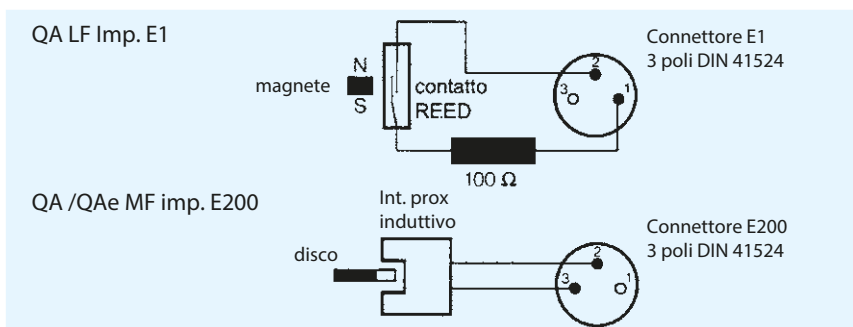 QA LF Imp. E1
magnete
N
S
contatto
REED
100 Ω
2
3
1
Connettore E1
3 poli DIN 41524
QA /QAe MF imp. E200
disco
Int. prox
induttivo
2
3
1
Connettore E200
3 poli DIN 41524